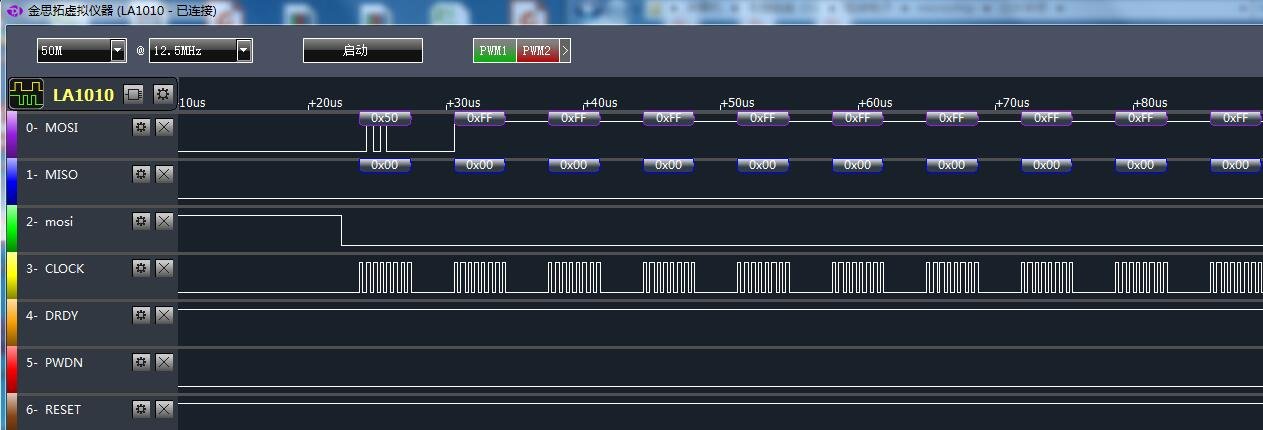 金思拓虚拟仪器 (LA1010 - 已连接)
50M @ 12.5MHz 启动 PWM1 PWM2 >
LA1010
10us +20us +30us +40us +50us +60us +70us +80us
0- MOSI 0x50 0xFF 0xFF 0xFF 0xFF 0xFF 0xFF 0xFF 0xFF 0xFF
1- MISO 0x00 0x00 0x00 0x00 0x00 0x00 0x00 0x00 0x00 0x00
2- mosi
3- CLOCK
4- DRDY
5- PWDN
6- RESET